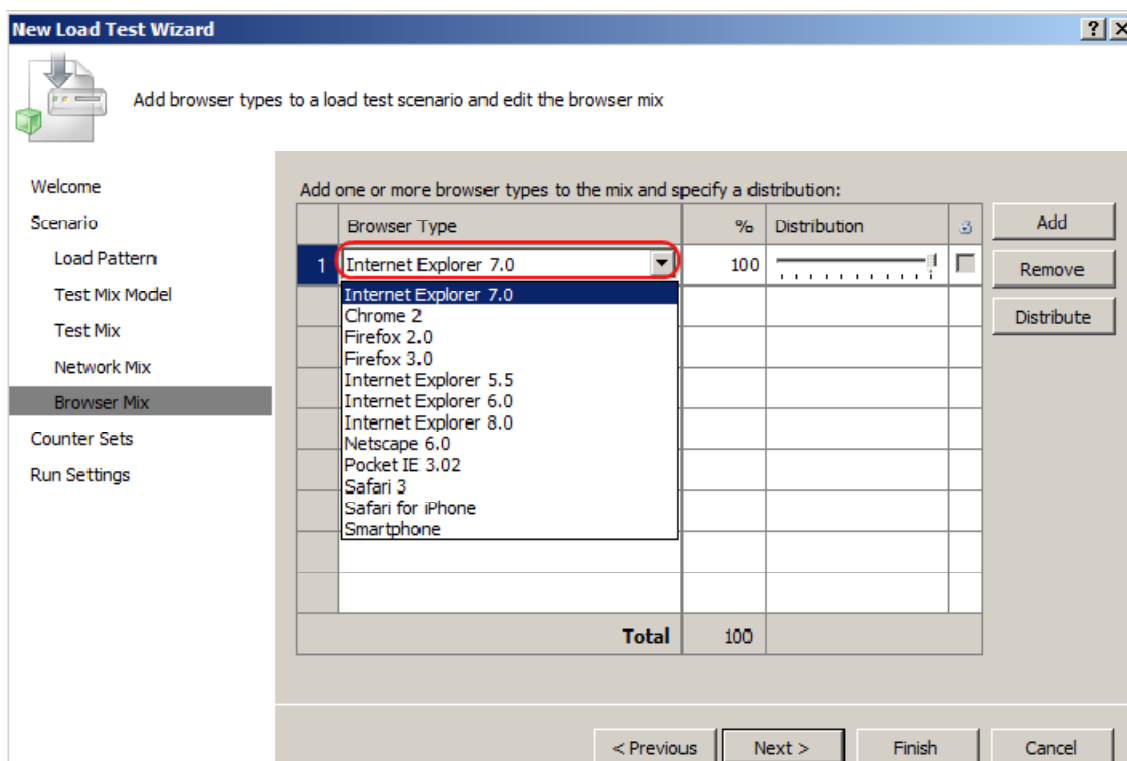 New Load Test Wizard
?
X
Add browser types to a load test scenario and edit the browser mix
Welcome
Scenario
Load Pattern
Test Mix Model
Test Mix
Network Mix
Browser Mix
Counter Sets
Run Settings
Add one or more browser types to the mix and specify a distribution:
Browser Type % Distribution
1 Internet Explorer 7.0 100
Internet Explorer 7.0
Chrome 2
Firefox 2.0
Firefox 3.0
Internet Explorer 5.5
Internet Explorer 6.0
Internet Explorer 8.0
Netscape 6.0
Pocket IE 3.02
Safari 3
Safari for iPhone
Smartphone
Total 100
Add
Remove
Distribute
< Previous
Next >
Finish
Cancel